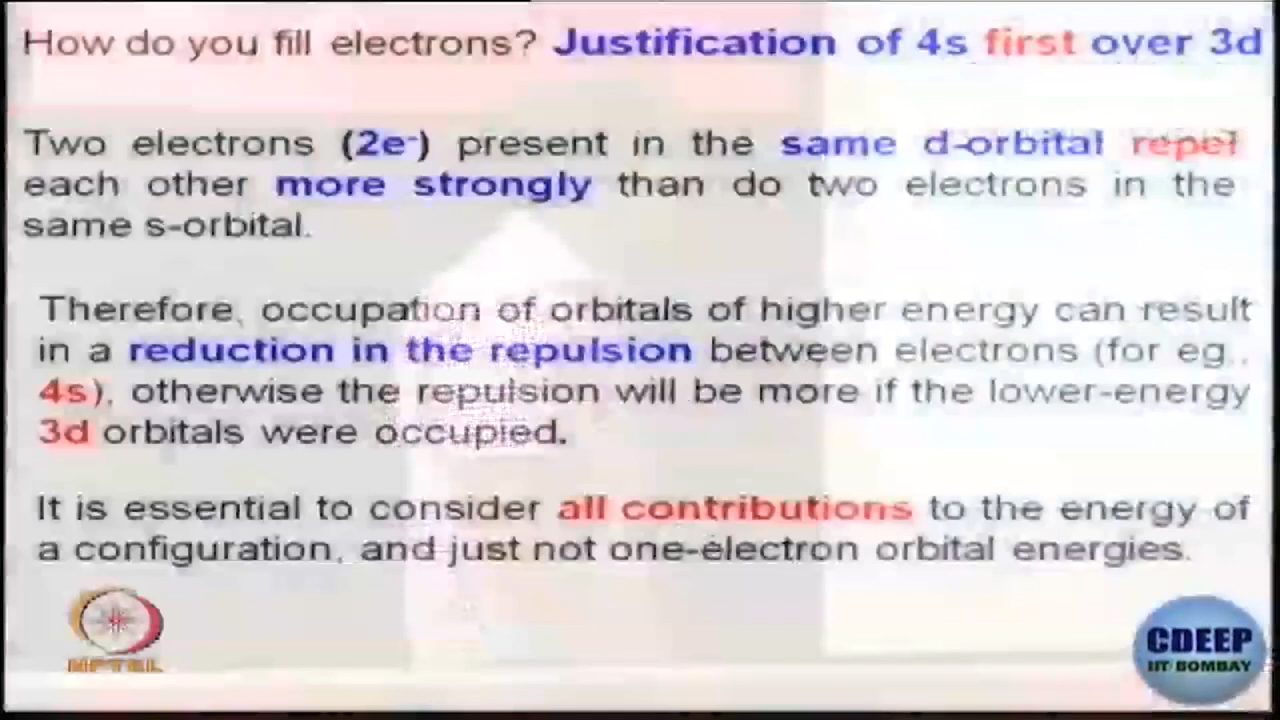 How do you fill electrons? Justification of 4s first over 3d
Two electrons (2e-) present in the same d-orbital repel
each other more strongly than do two electrons in the
same s-orbital.
Therefore, occupation of orbitals of higher energy can result
in a reduction in the repulsion between electrons (for eg.,
4s), otherwise the repulsion will be more if the lower-energy
3d orbitals were occupied.
It is essential to consider all contributions to the energy of
a configuration, and just not one-electron orbital energies.
NPTEL
CDEEP
IIT BOMBAY